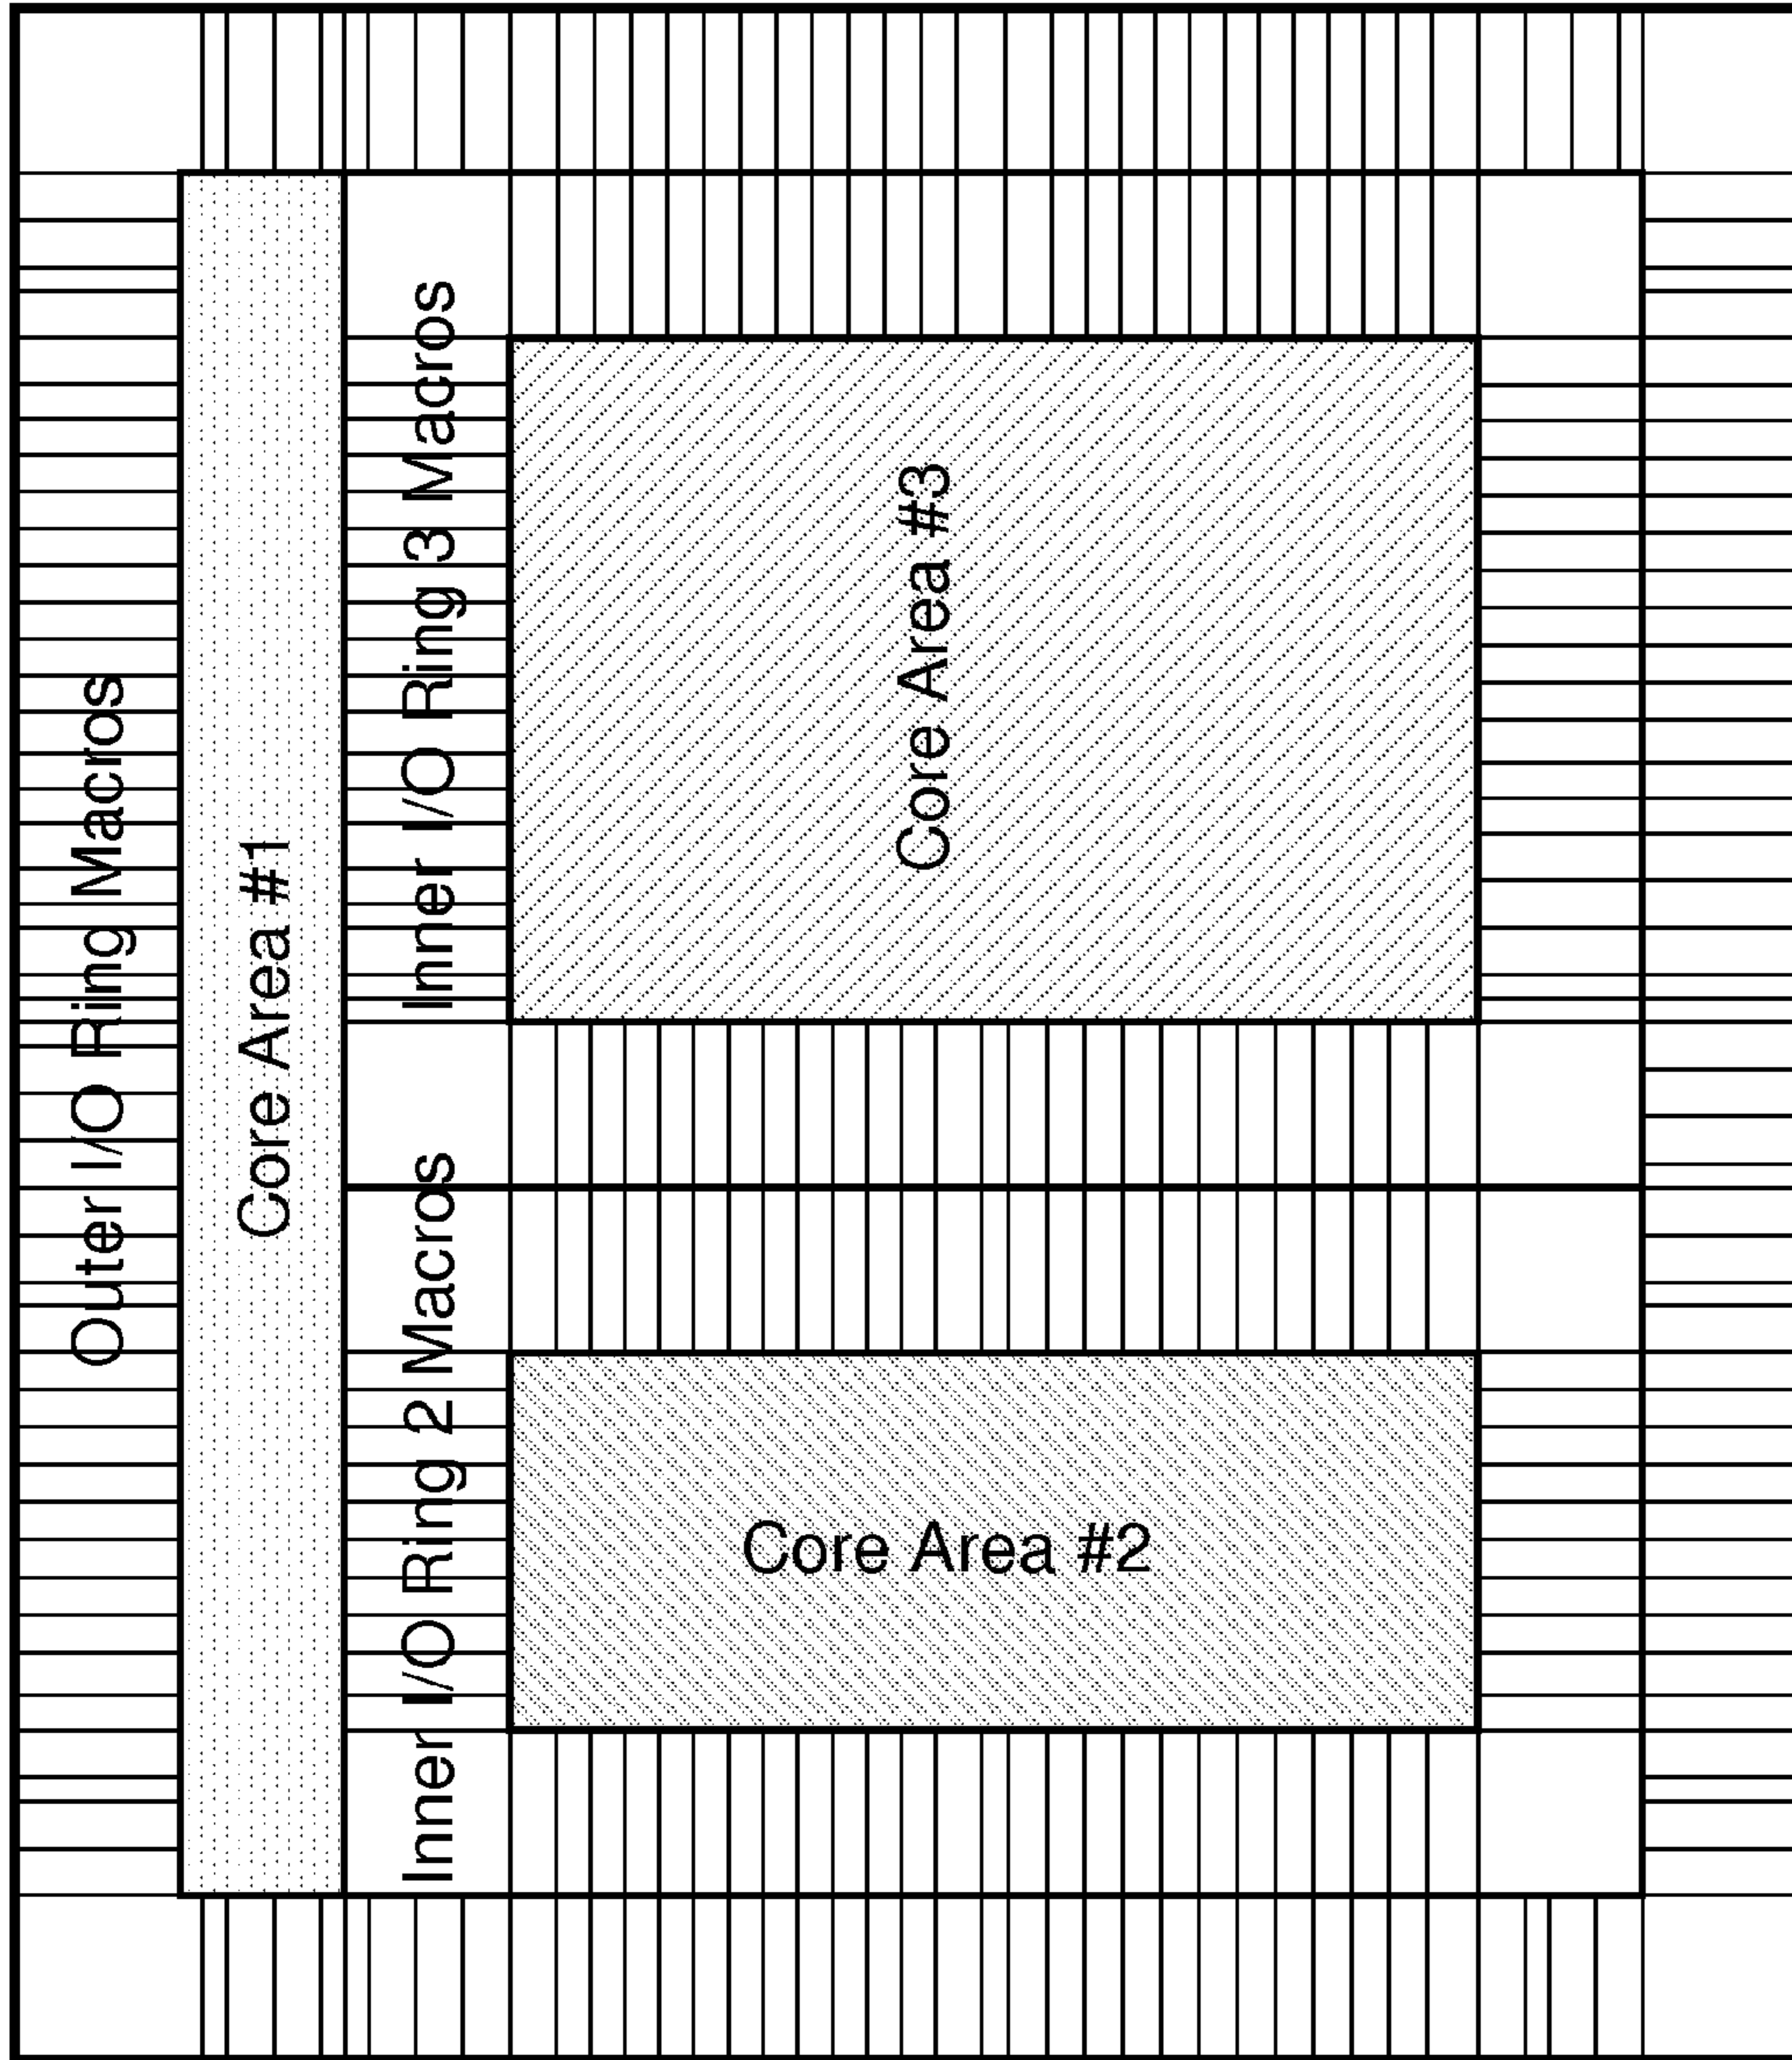 Outer I/O Ring Macros
Core Area #1
Inner I/O Ring 3 Macros
Core Area #3
Inner I/O Ring 2 Macros
Core Area #2